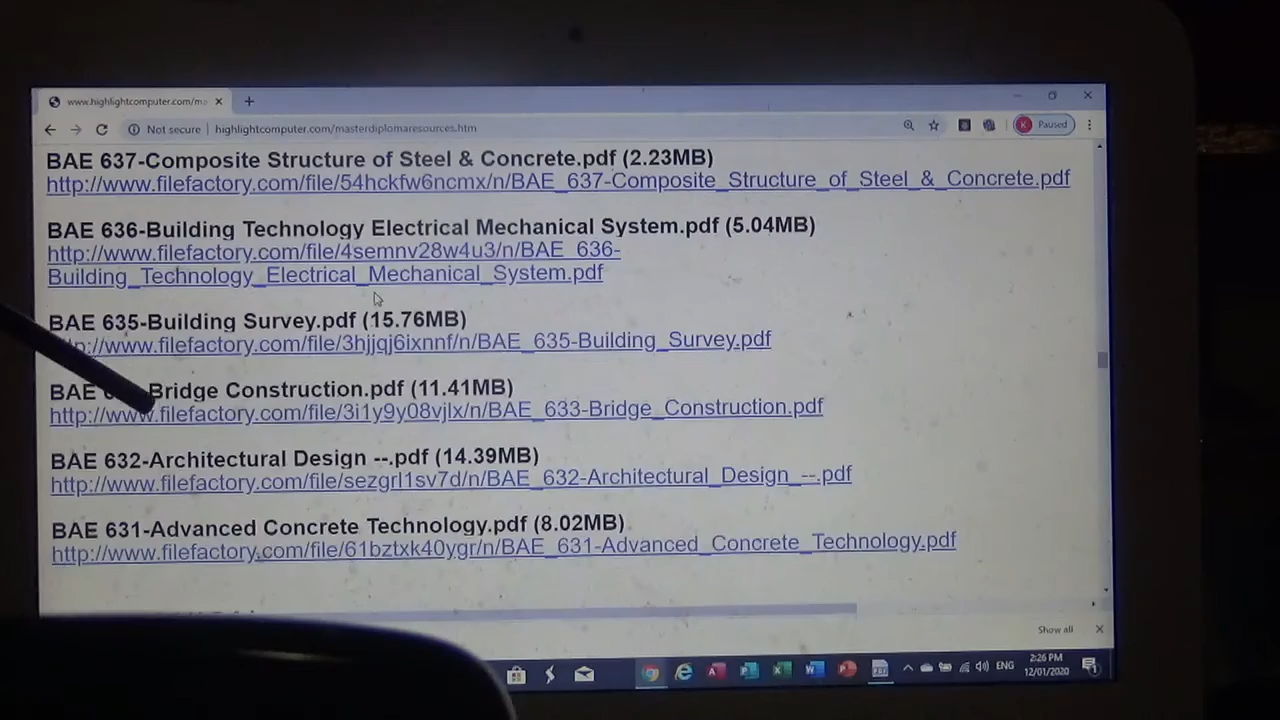 www.highlightcomputer.com/ma
Not secure
highlightcomputer.com/masterdiplomaresources.htm
K Paused
BAE 637-Composite Structure of Steel & Concrete.pdf (2.23MB)
http://www.filefactory.com/file/54hckfw6ncmx/n/BAE_637-Composite_Structure_of_Steel_&_Concrete.pdf
BAE 636-Building Technology Electrical Mechanical System.pdf (5.04MB)
http://www.filefactory.com/file/4semnv28w4u3/n/BAE_636-
Building_Technology_Electrical_Mechanical_System.pdf
BAE 635-Building Survey.pdf (15.76MB)
://www.filefactory.com/file/3hjjqj6ixnnf/n/BAE_635-Building_Survey.pdf
BAE Bridge Construction.pdf (11.41MB)
http://www.filefactory.com/file/3i1y9y08vjlx/n/BAE_633-Bridge_Construction.pdf
BAE 632-Architectural Design --.pdf (14.39MB)
http://www.filefactory.com/file/sezgrl1sv7d/n/BAE_632-Architectural_Design_--.pdf
BAE 631-Advanced Concrete Technology.pdf (8.02MB)
http://www.filefactory.com/file/61bztxk40ygr/n/BAE_631-Advanced_Concrete_Technology.pdf
Show all
ENG
2:26 PM
12/01/2020